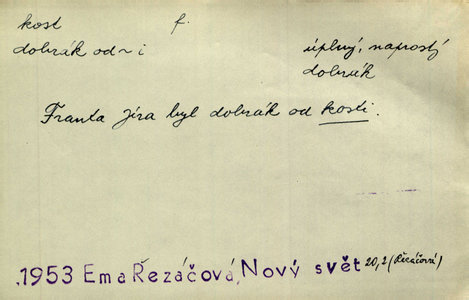 kost f.
dobrák od ~ i úplný, naprostý
dobrák
Franta Jíra byl dobrák od kosti.
1953 Ema Řezáčová, Nový svět 20,2 (Řezáčová)